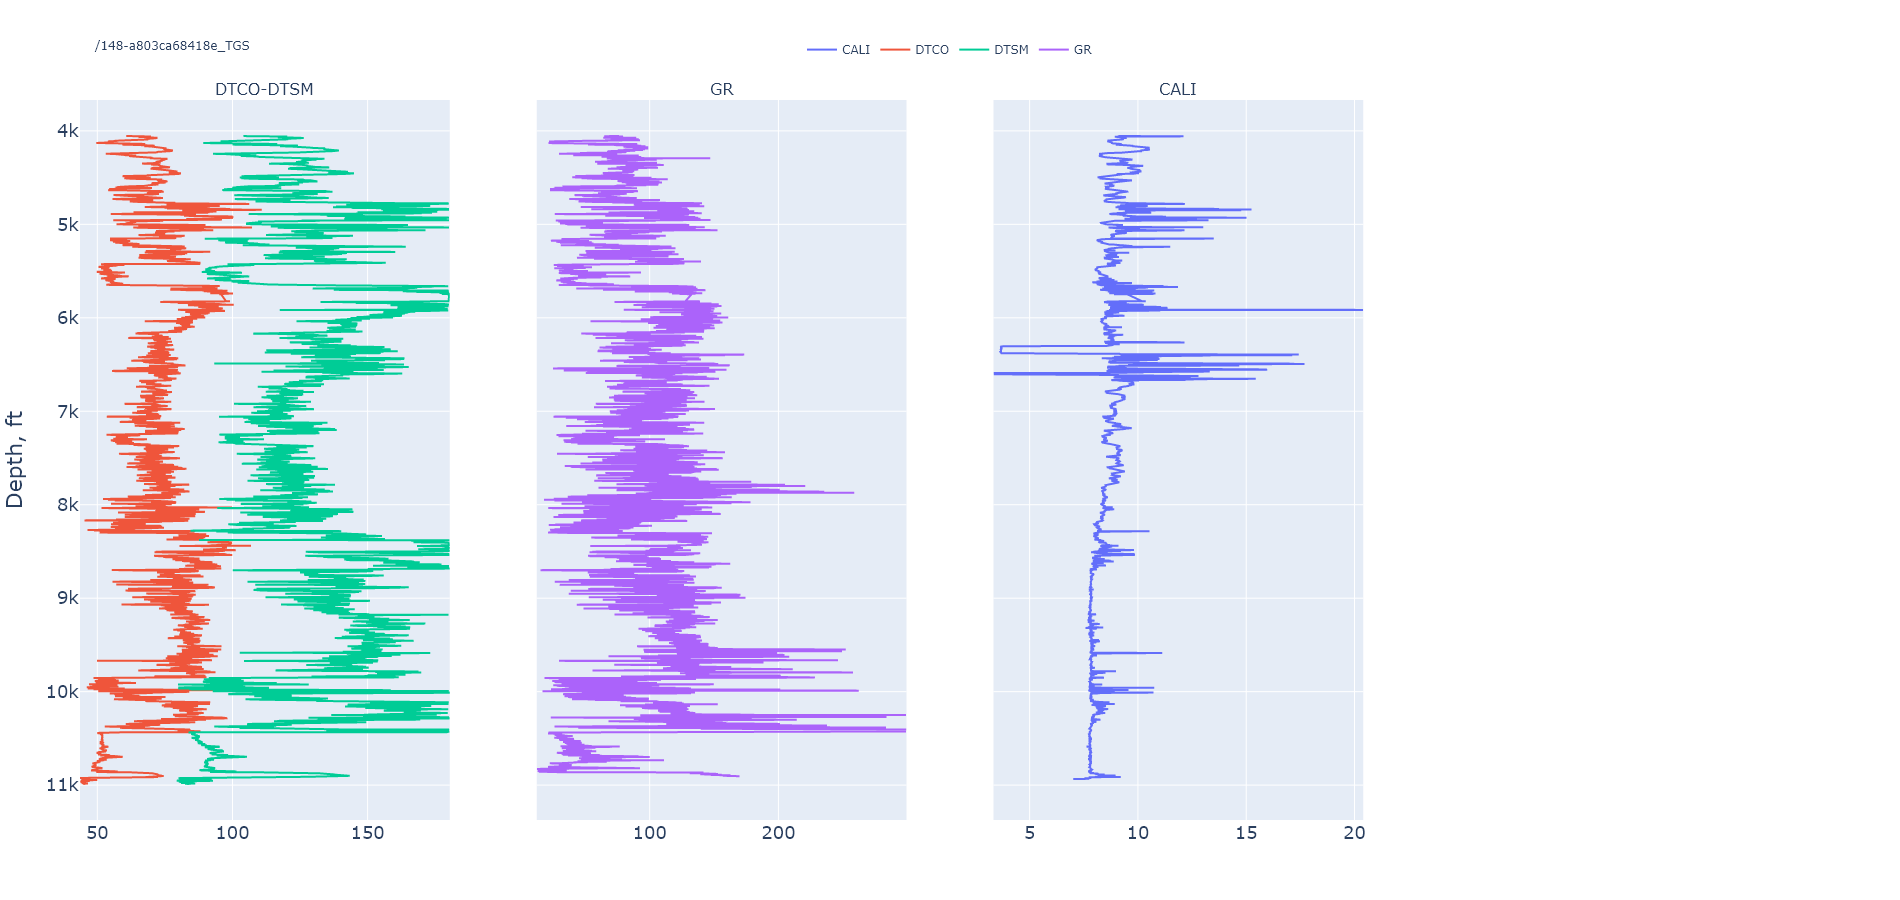 /148-a803ca68418e_TGS
CALI DTCO DTSM GR
DTCO-DTSM GR CALI
4k
5k
6k
7k
8k
9k
10k
11k
Depth, ft
50 100 150 100 200 5 10 15 20